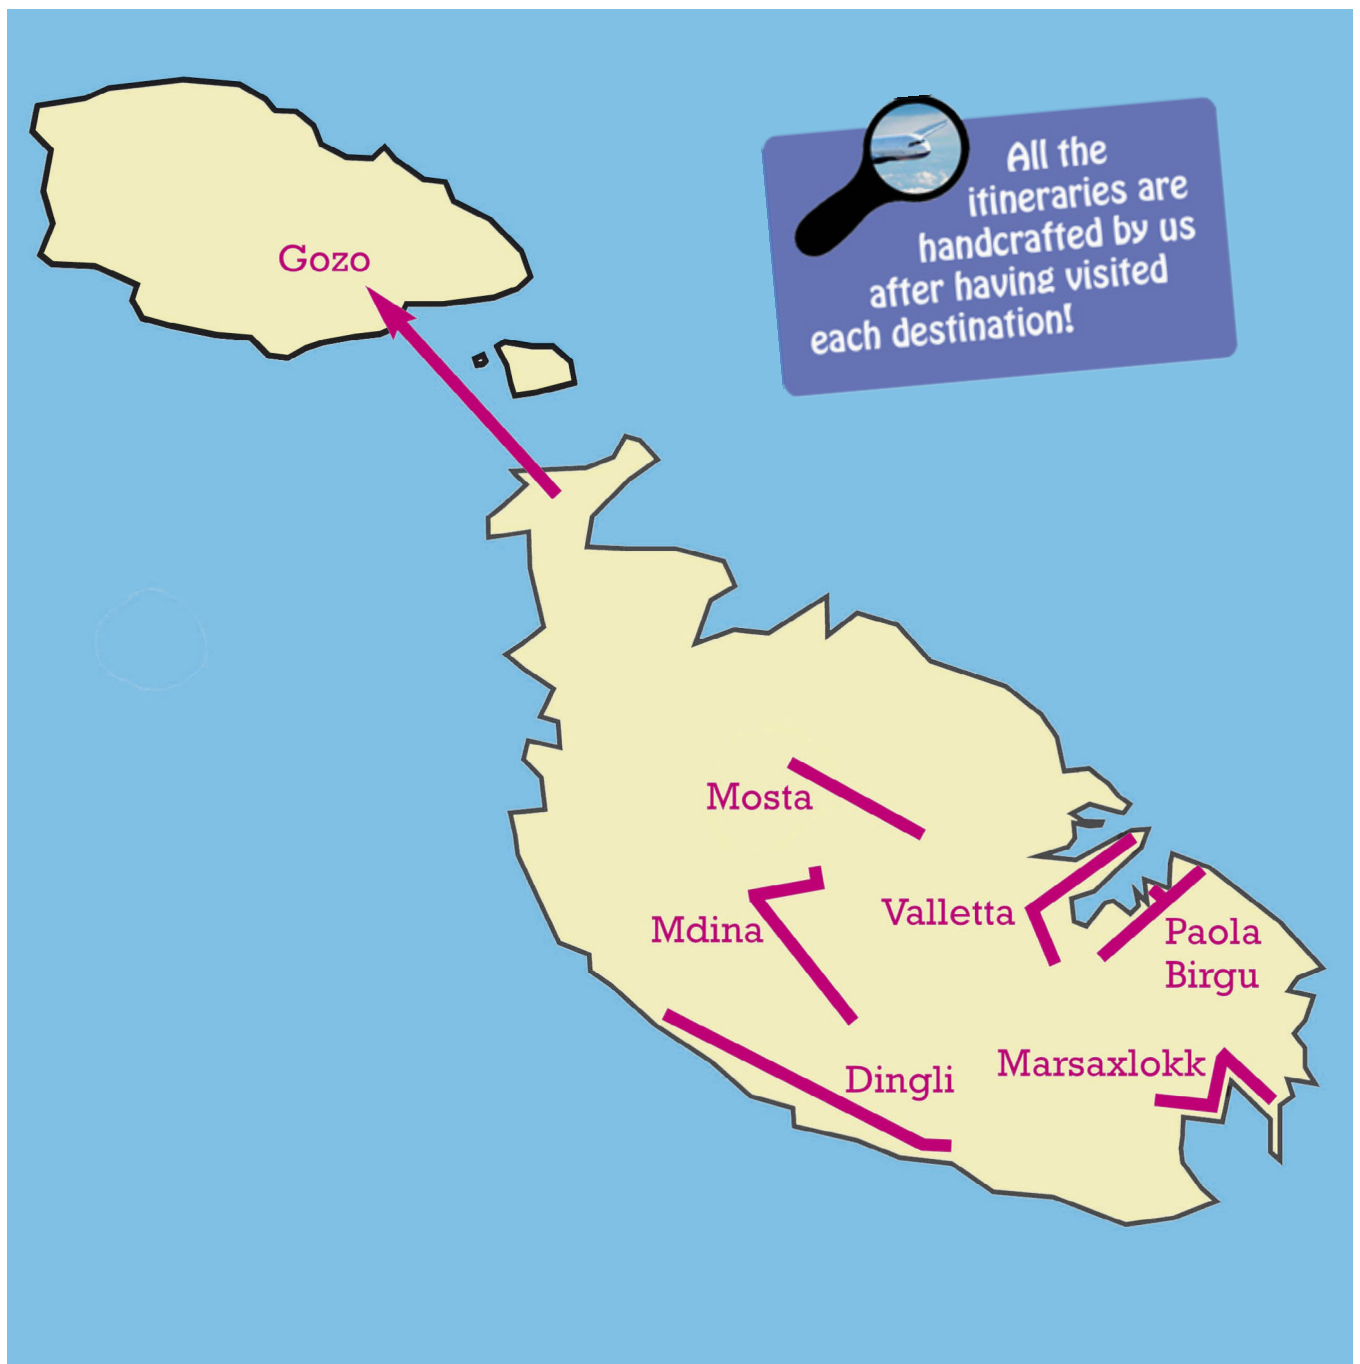 All the
itineraries are
handcrafted by us
after having visited
each destination!
Gozo
Mosta
Mdina
Valletta
Paola
Birgu
Marsaxlokk
Dingli